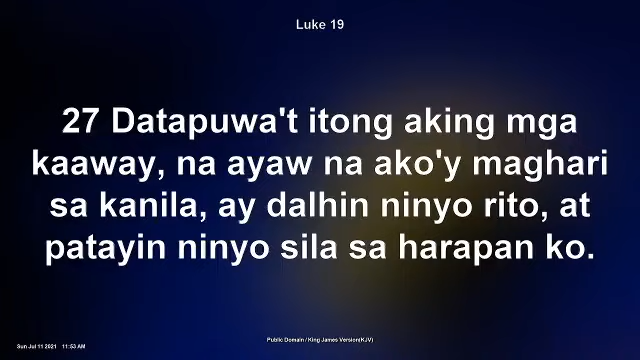 Luke 19
27 Datapuwa't itong aking mga
kaaway, na ayaw na ako'y maghari
sa kanila, ay dalhin ninyo rito, at
patayin ninyo sila sa harapan ko.
Public Domain / King James Version(KJV)
Sun Jul 11 2021 11:53 AM